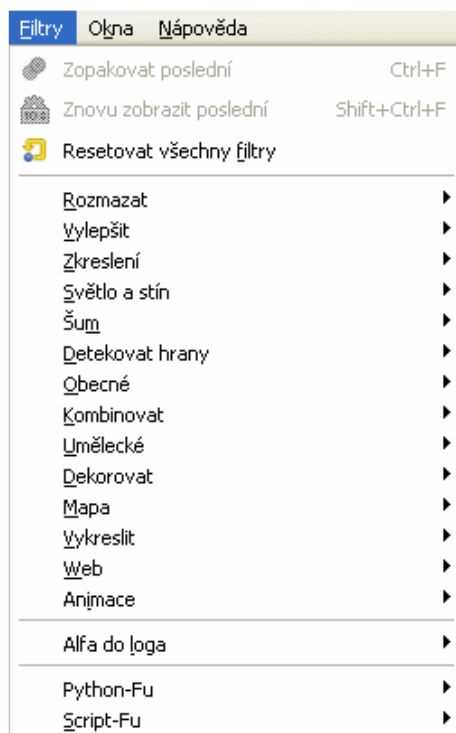 Filtry Okna Nápověda
Zopakovat poslední Ctrl+F
Znovu zobrazit poslední Shift+Ctrl+F
Resetovat všechny filtry
Rozmazat
Vylepšit
Zkreslení
Světlo a stín
Šum
Detekovat hrany
Obecné
Kombinovat
Umělecké
Dekorovat
Mapa
Vykreslit
Web
Animace
Alfa do loga
Python-Fu
Script-Fu